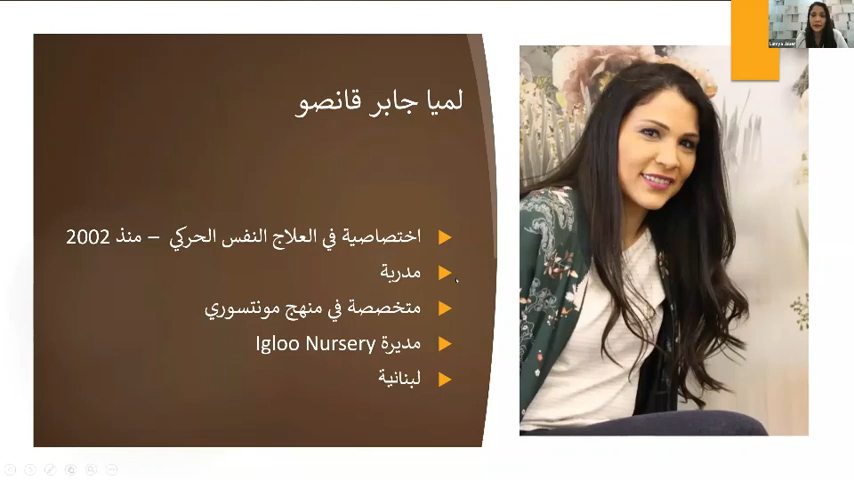 لميا جابر قانصو
اختصاصية في العلاج النفس الحركي – منذ 2002
مدربة
متخصصة في منهج مونتسوري
مديرة Igloo Nursery
لبنانية